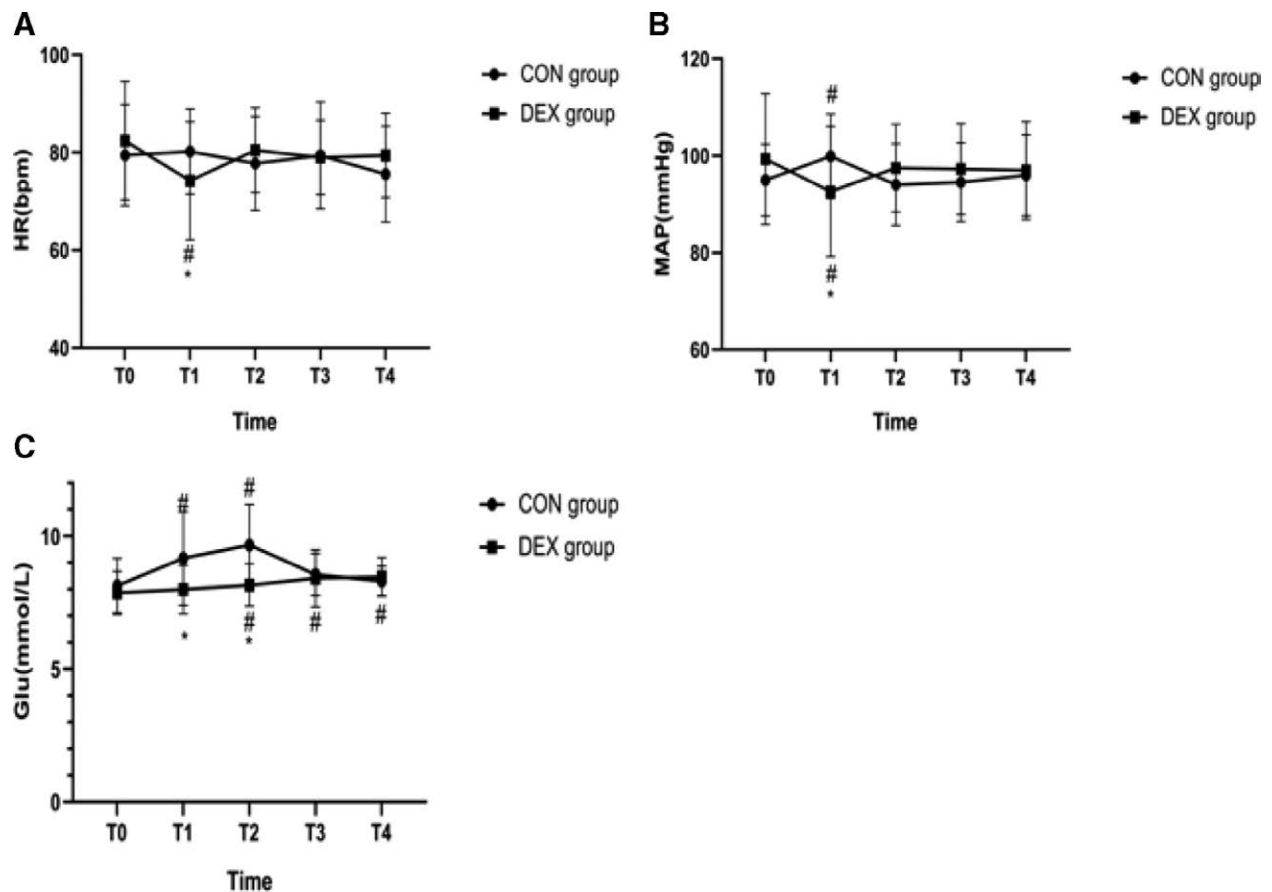 A
100
80
60
40
HR(bpm)
#
*
T0 T1 T2 T3 T4
Time
CON group
DEX group
B
120
100
80
60
MAP(mmHg)
#
#
*
T0 T1 T2 T3 T4
Time
CON group
DEX group
C
10
5
0
Glu(mmol/L)
# #
* # # #
*
T0 T1 T2 T3 T4
Time
CON group
DEX group